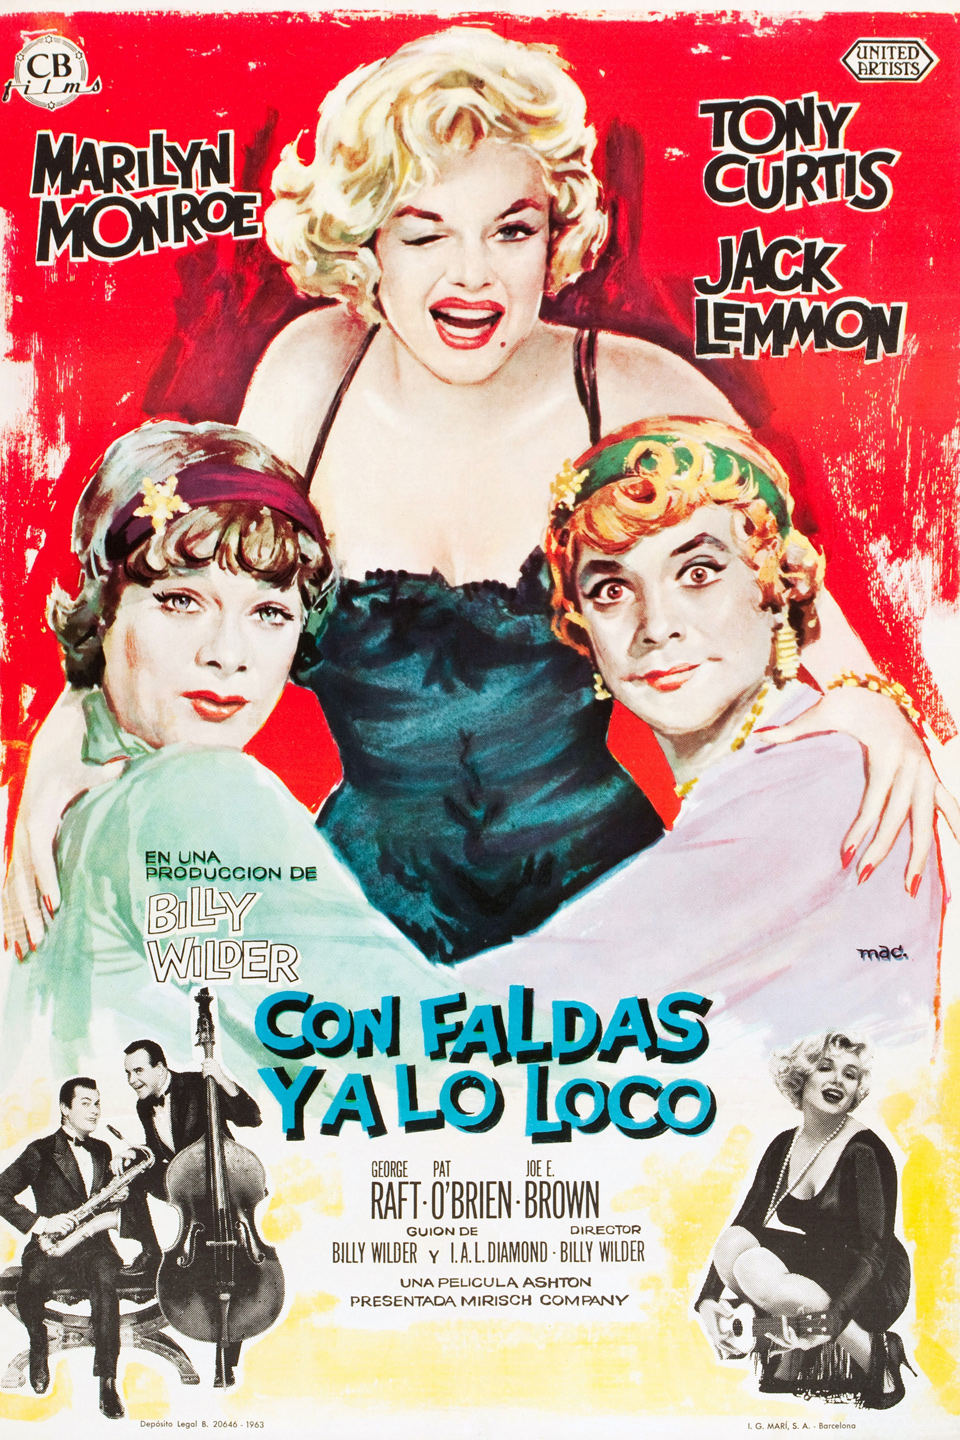 CB
films
UNITED
ARTISTS
MARILYN
MONROE
TONY
CURTIS
JACK
LEMMON
EN UNA
PRODUCCION DE
BILLY
WILDER
mac.
CON FALDAS
Y A LO LOCO
GEORGE PAT JOE E.
RAFT · O'BRIEN · BROWN
GUION DE DIRECTOR
BILLY WILDER Y I.A.L. DIAMOND · BILLY WILDER
UNA PELICULA ASHTON
PRESENTADA MIRISCH COMPANY
Depósito Legal B. 20646 - 1963
I. G. MARÍ, S. A. - Barcelona